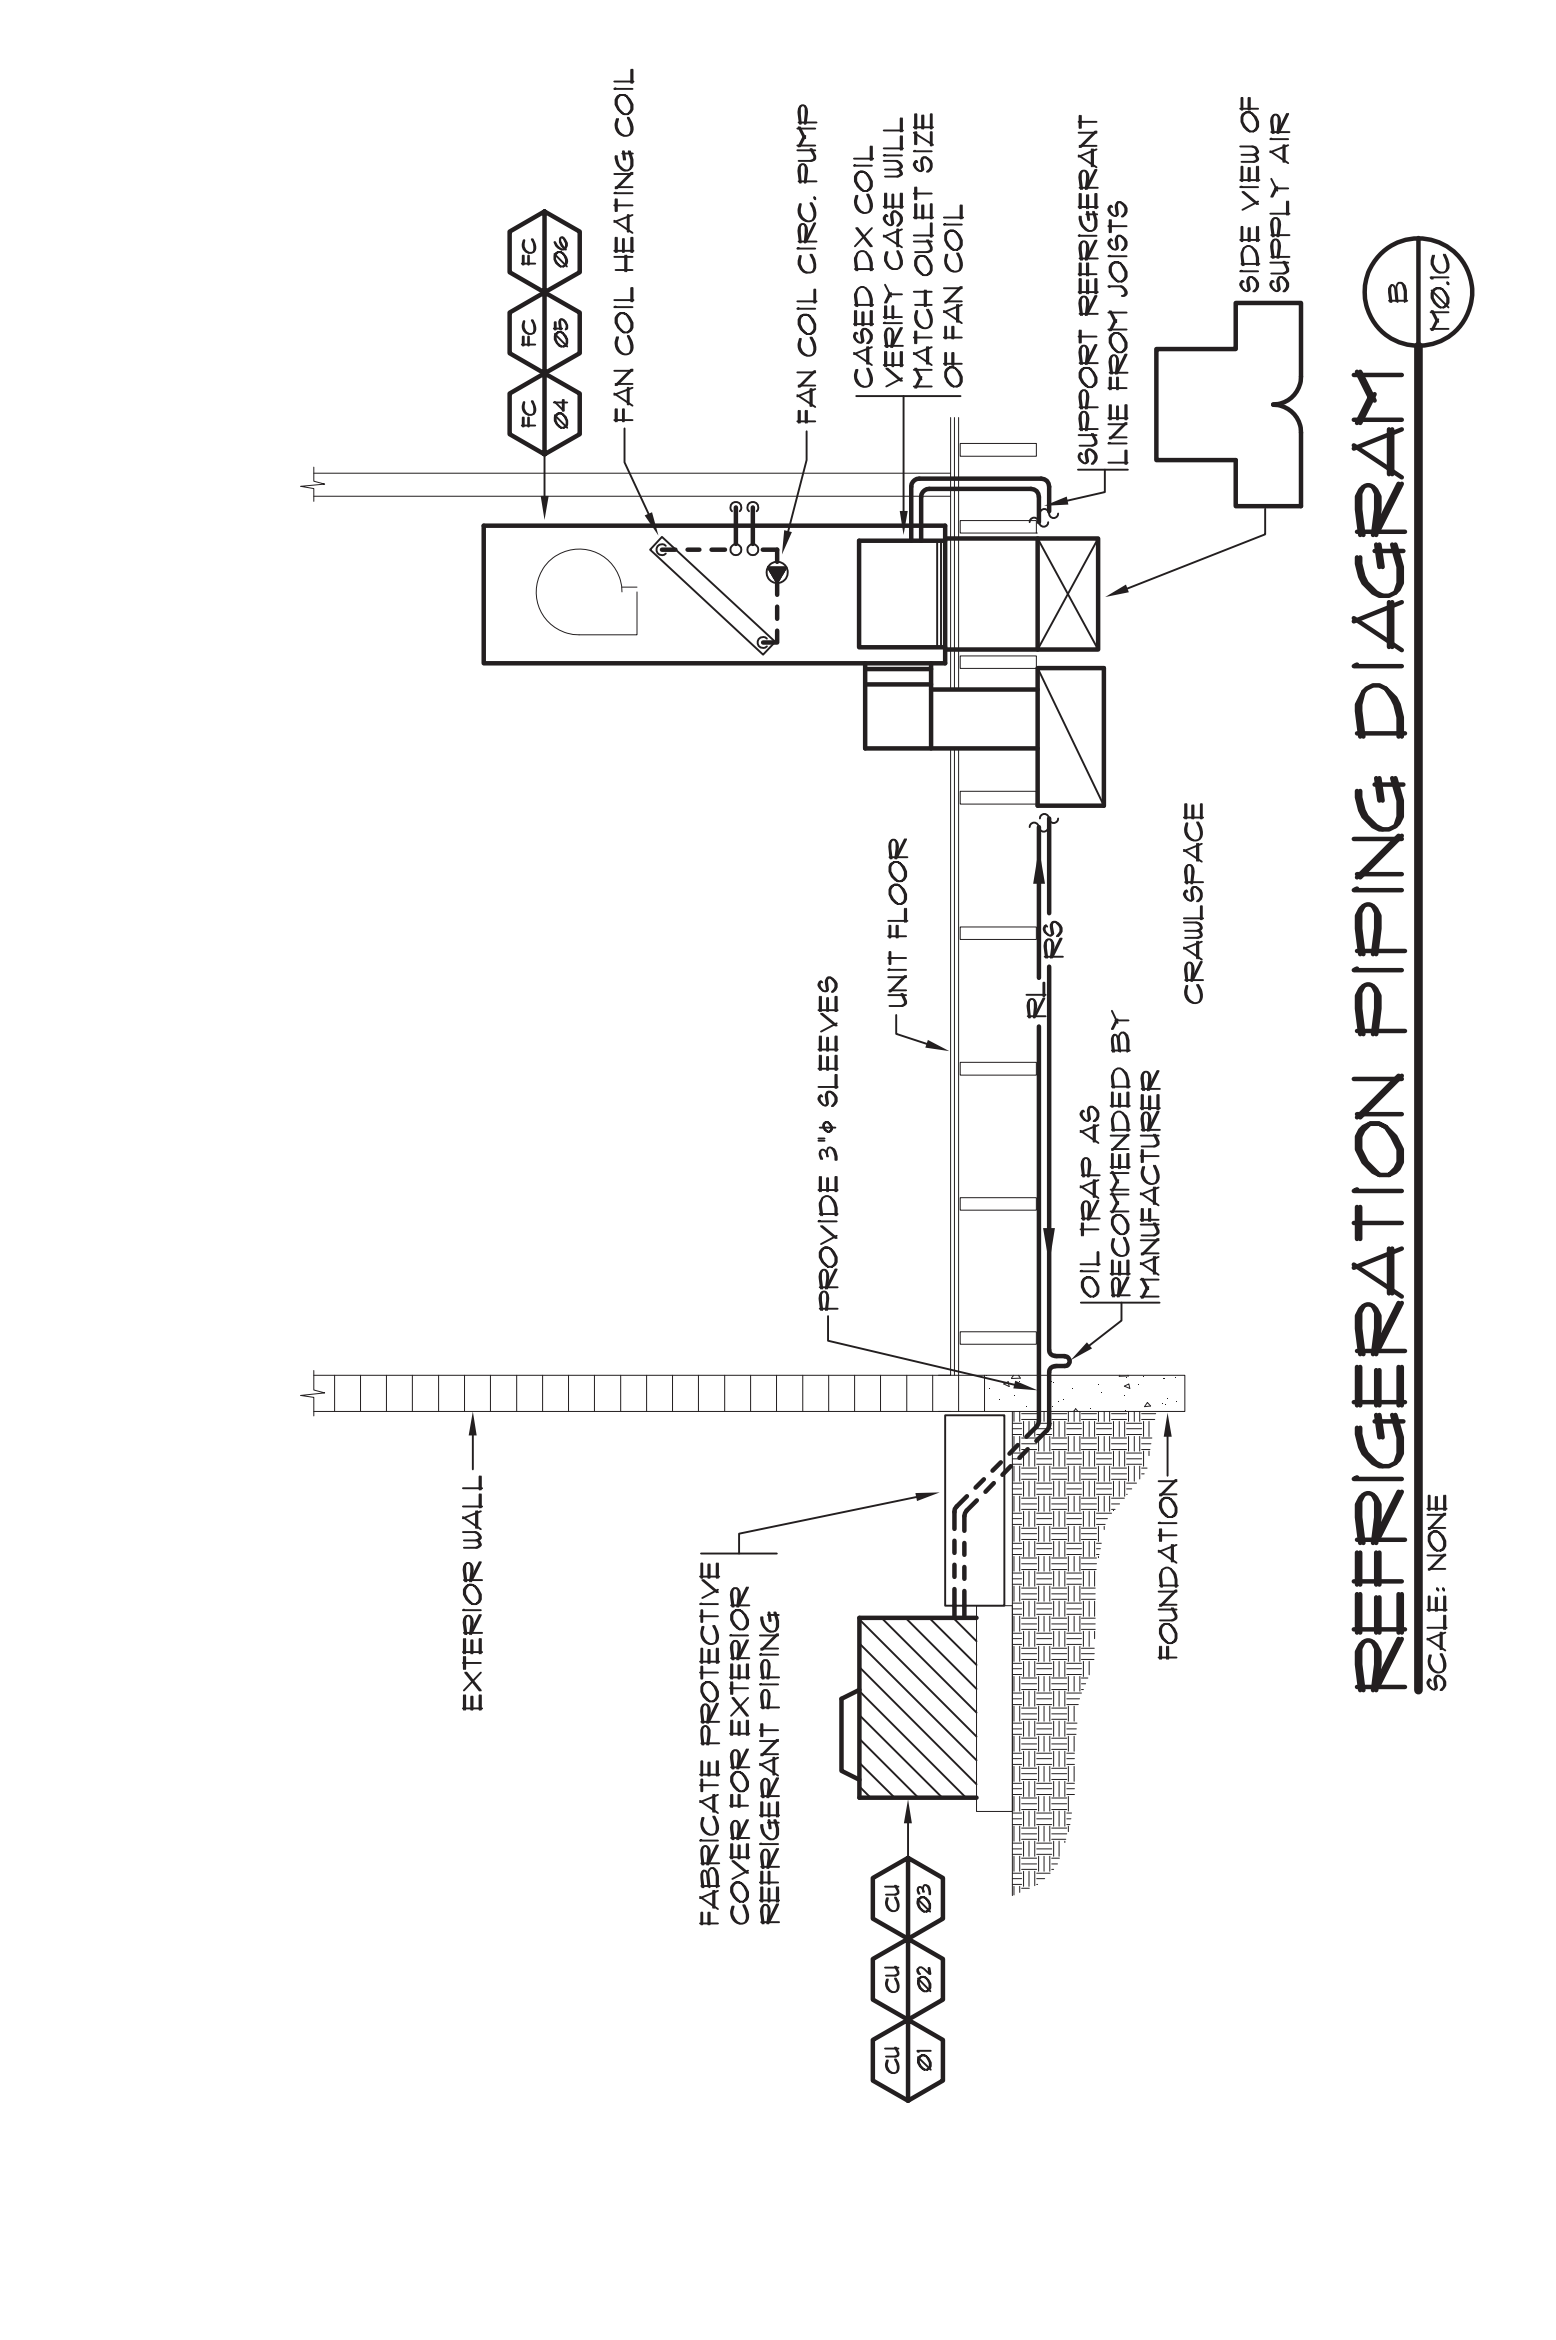 FC
04
FC
05
FC
06
FAN COIL HEATING COIL
EXTERIOR WALL
FAN COIL CIRC. PUMP
FABRICATE PROTECTIVE
COVER FOR EXTERIOR
REFRIGERANT PIPING
PROVIDE 3"φ SLEEVES
CASED DX COIL
VERIFY CASE WILL
MATCH OULET SIZE
OF FAN COIL
UNIT FLOOR
CU
01
CU
02
CU
03
RL
RS
OIL TRAP AS
RECOMMENDED BY
MANUFACTURER
SUPPORT REFRIGERANT
LINE FROM JOISTS
FOUNDATION
CRAWLSPACE
SIDE VIEW OF
SUPPLY AIR
REFRIGERATION PIPING DIAGRAM
SCALE: NONE
B
M0.1C